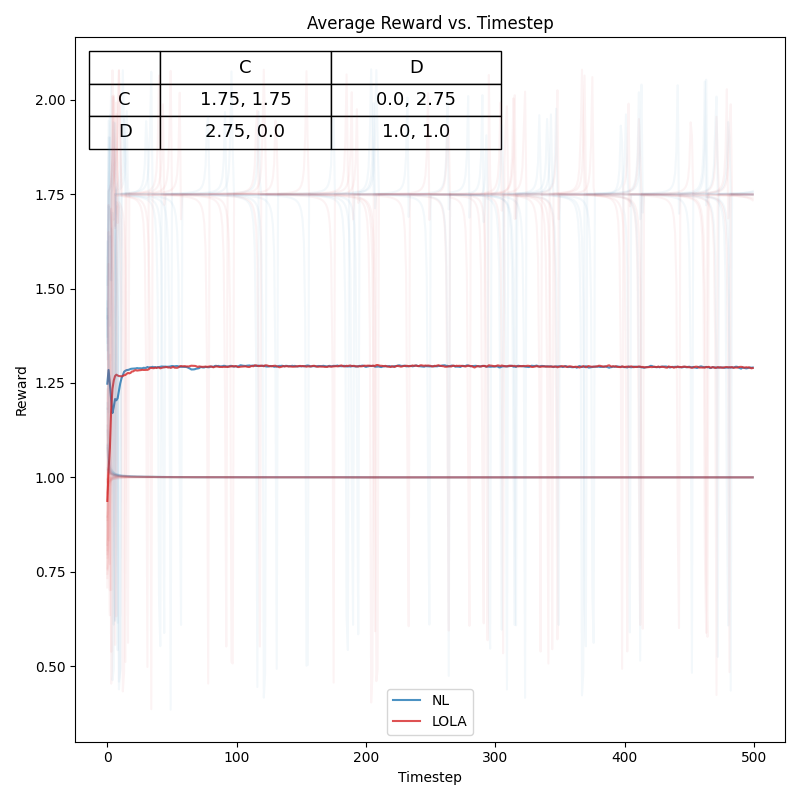 Average Reward vs. Timestep
C D
C 1.75, 1.75 0.0, 2.75
D 2.75, 0.0 1.0, 1.0
2.00
1.75
1.50
1.25
1.00
0.75
0.50
Reward
NL
LOLA
0 100 200 300 400 500
Timestep